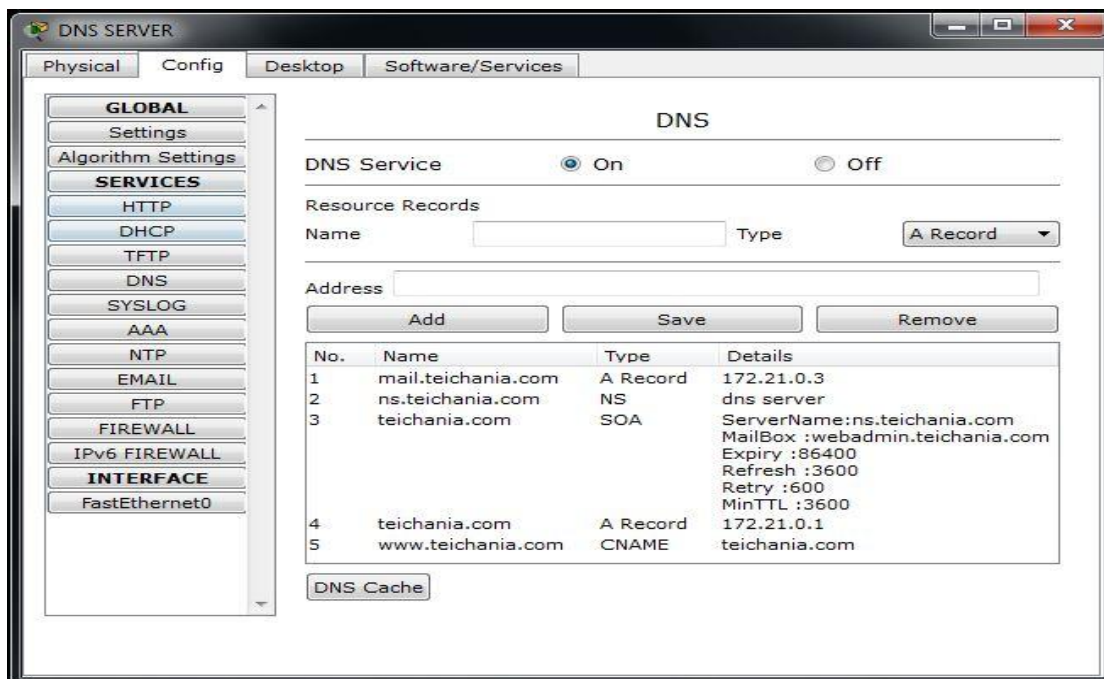 DNS SERVER
Physical Config Desktop Software/Services
GLOBAL
Settings
Algorithm Settings
SERVICES
HTTP
DHCP
TFTP
DNS
SYSLOG
AAA
NTP
EMAIL
FTP
FIREWALL
IPv6 FIREWALL
INTERFACE
FastEthernet0
DNS
DNS Service On Off
Resource Records
Name Type A Record
Address
Add Save Remove
No. Name Type Details
1 mail.teichania.com A Record 172.21.0.3
2 ns.teichania.com NS dns server
3 teichania.com SOA ServerName:ns.teichania.com
MailBox :webadmin.teichania.com
Expiry :86400
Refresh :3600
Retry :600
MinTTL :3600
4 teichania.com A Record 172.21.0.1
5 www.teichania.com CNAME teichania.com
DNS Cache